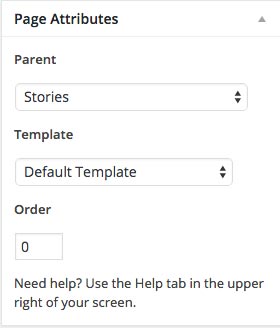 Page Attributes
Parent
Stories
Template
Default Template
Order
0
Need help? Use the Help tab in the upper
right of your screen.